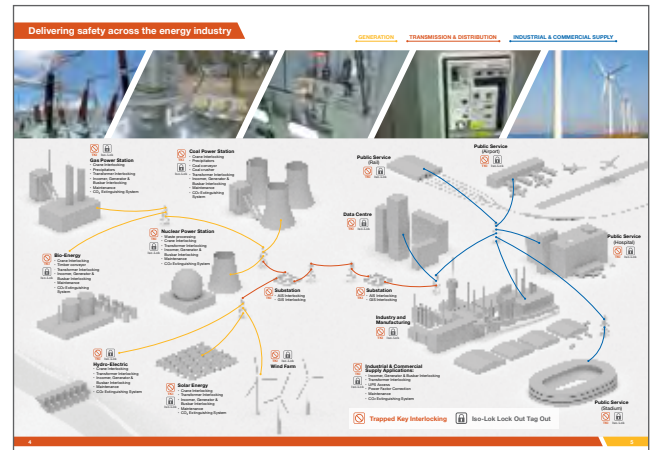 Delivering safety across the energy industry
GENERATION
TRANSMISSION & DISTRIBUTION
INDUSTRIAL & COMMERCIAL SUPPLY
Gas Power Station
- Crane Interlocking
- Precipitators
- Transformer Interlocking
- Incomer, Generator &
Busbar Interlocking
- Maintenance
- CO₂ Extinguishing System
Coal Power Station
- Crane Interlocking
- Precipitators
- Coal conveyor
- Coal crusher
- Transformer Interlocking
- Incomer, Generator &
Busbar Interlocking
- Maintenance
- CO₂ Extinguishing System
Nuclear Power Station
- Waste processing
- Crane Interlocking
- Transformer Interlocking
- Incomer, Generator &
Busbar Interlocking
- Maintenance
- CO₂ Extinguishing System
Bio-Energy
- Crane Interlocking
- Timber conveyor
- Transformer Interlocking
- Incomer, Generator &
Busbar Interlocking
- Maintenance
- CO₂ Extinguishing
System
Hydro-Electric
- Crane Interlocking
- Transformer Interlocking
- Incomer, Generator &
Busbar Interlocking
- Maintenance
- CO₂ Extinguishing System
Solar Energy
- Crane Interlocking
- Transformer Interlocking
- Incomer, Generator &
Busbar Interlocking
- Maintenance
- CO₂ Extinguishing System
Wind Farm
Substation
- AIS Interlocking
- GIS Interlocking
Substation
- AIS Interlocking
- GIS Interlocking
Public Service
(Rail)
Public Service
(Airport)
Data Centre
Public Service
(Hospital)
Industry and
Manufacturing
Industrial & Commercial
Supply Applications:
- Incomer, Generator & Busbar Interlocking
- Transformer Interlocking
- UPS Access
- Power Factor Correction
- Maintenance
- CO₂ Extinguishing System
Public Service
(Stadium)
Trapped Key Interlocking
Iso-Lok Lock Out Tag Out
4
5